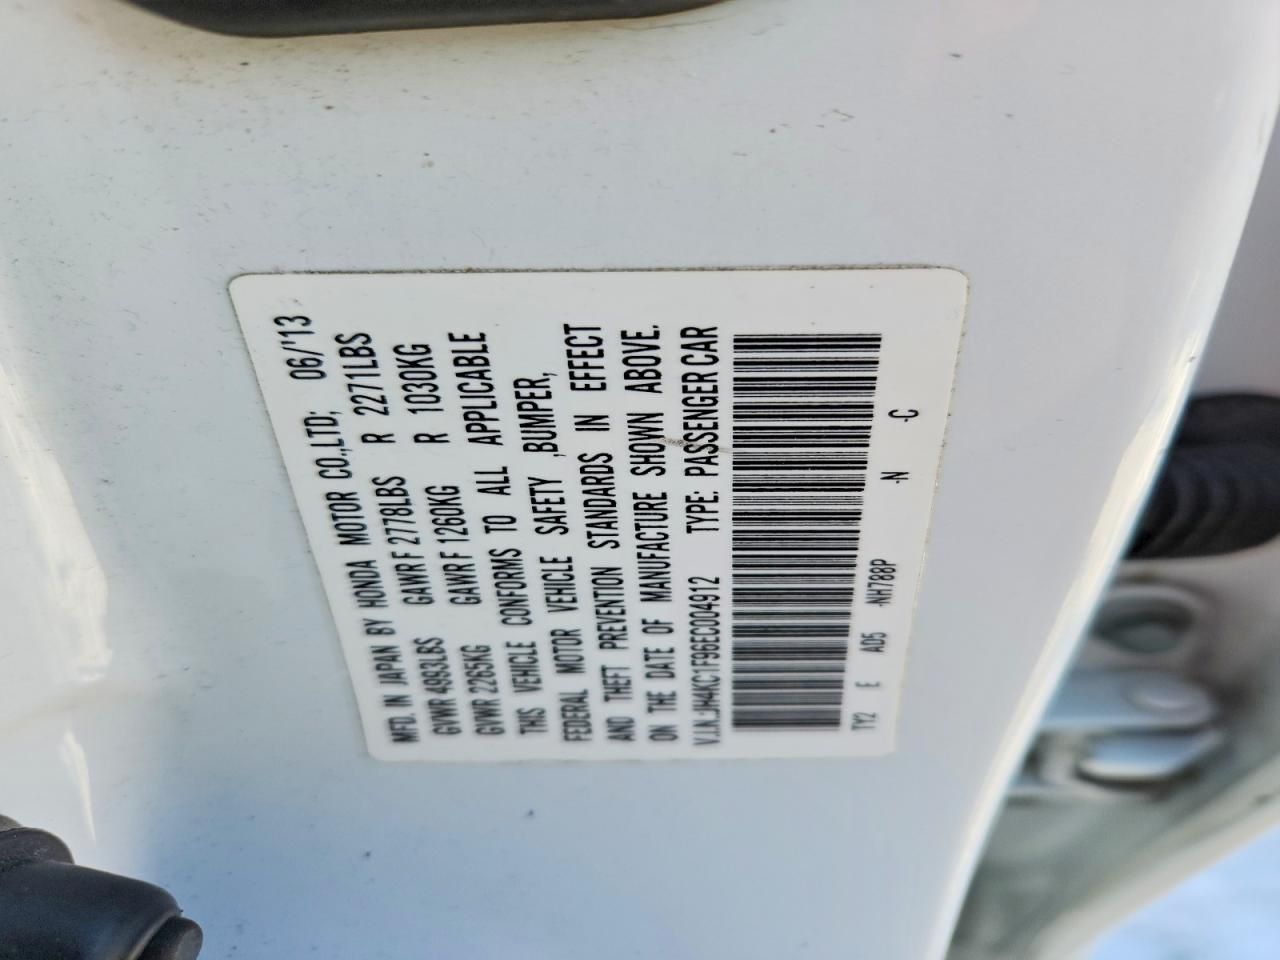 MFD. IN JAPAN BY HONDA MOTOR CO.,LTD; 06/'13
GVWR 4993LBS GAWR F 2778LBS R 2271LBS
GVWR 2265KG GAWR F 1260KG R 1030KG
THIS VEHICLE CONFORMS TO ALL APPLICABLE
FEDERAL MOTOR VEHICLE SAFETY ,BUMPER,
AND THEFT PREVENTION STANDARDS IN EFFECT
ON THE DATE OF MANUFACTURE SHOWN ABOVE.
V.I.N.:JH4KC1F96EC004912 TYPE: PASSENGER CAR
TY2 E AD5 -NH788P -N -C